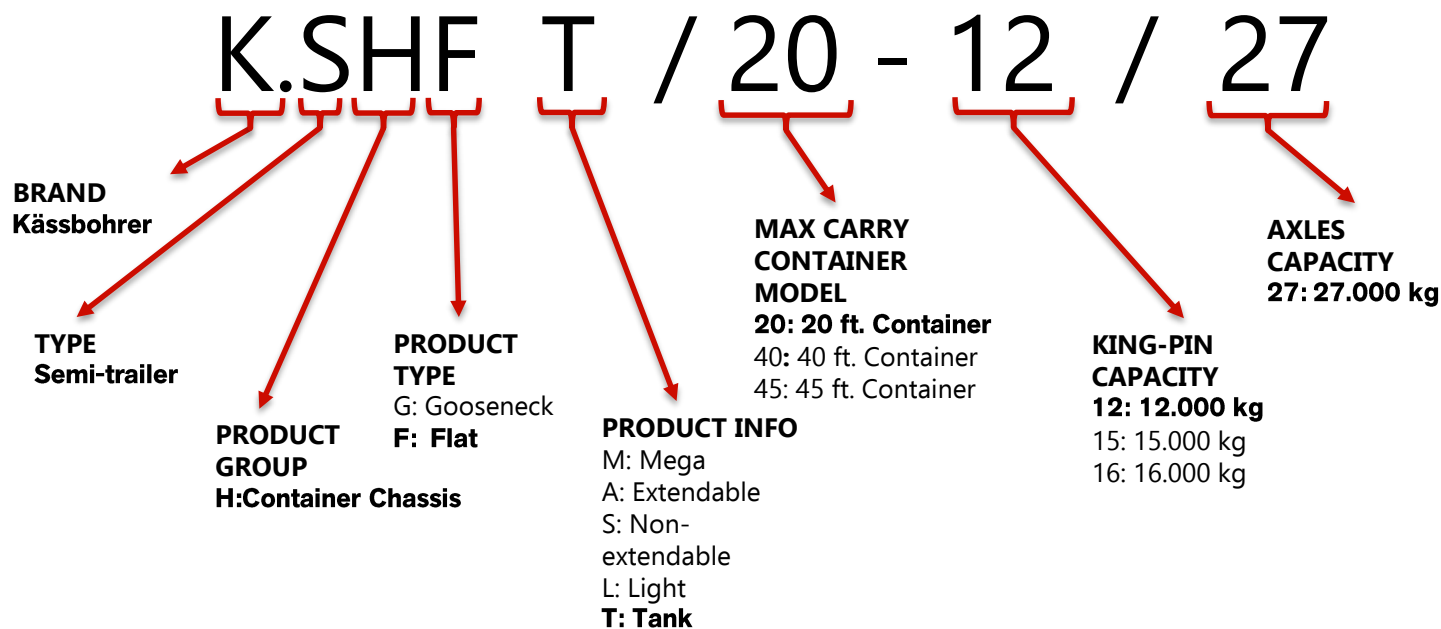 K.SHF T / 20 - 12 / 27
BRAND
Kässbohrer
TYPE
Semi-trailer
PRODUCT
GROUP
H:Container Chassis
PRODUCT
TYPE
G: Gooseneck
F: Flat
PRODUCT INFO
M: Mega
A: Extendable
S: Non-
extendable
L: Light
T: Tank
MAX CARRY
CONTAINER
MODEL
20: 20 ft. Container
40: 40 ft. Container
45: 45 ft. Container
KING-PIN
CAPACITY
12: 12.000 kg
15: 15.000 kg
16: 16.000 kg
AXLES
CAPACITY
27: 27.000 kg